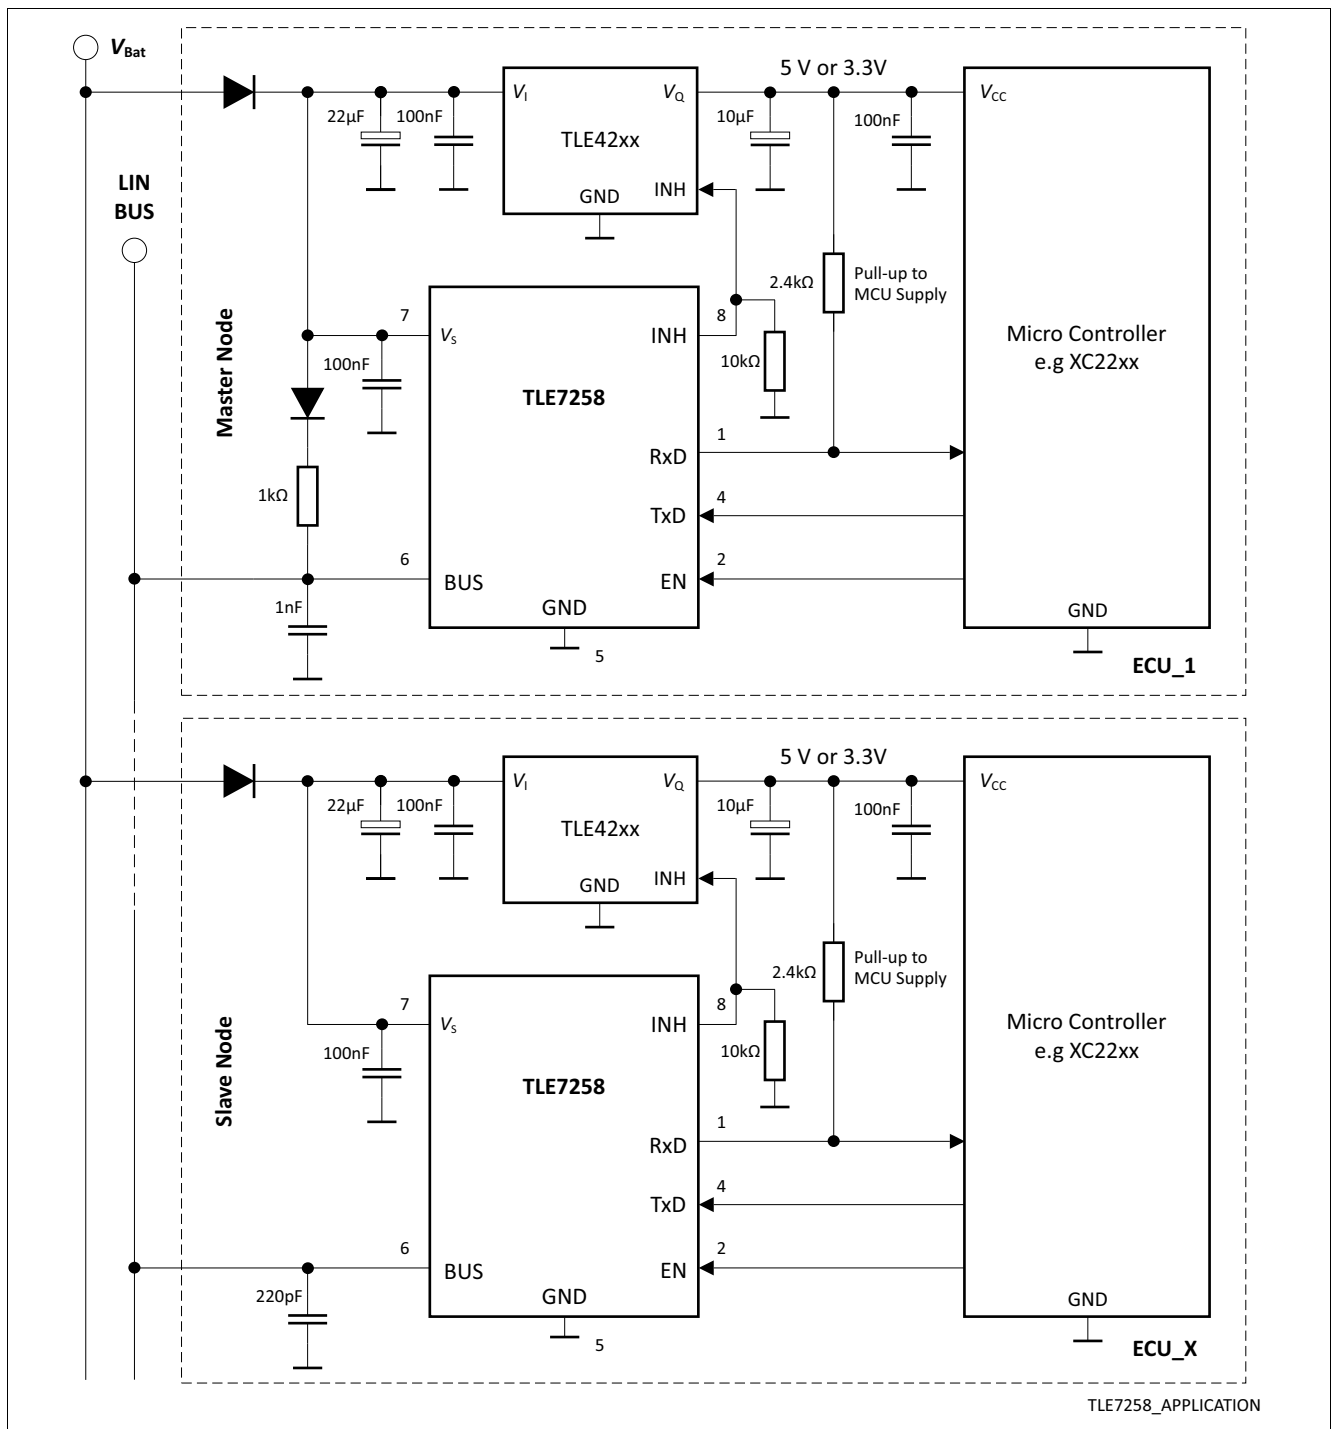 V_Bat
5 V or 3.3V
V_I
V_Q
V_CC
22µF
100nF
10µF
100nF
TLE42xx
LIN
BUS
INH
GND
2.4kΩ
Pull-up to
MCU Supply
7
8
V_S
INH
Micro Controller
e.g XC22xx
100nF
10kΩ
Master Node
TLE7258
1
RxD
1kΩ
4
TxD
6
2
BUS
EN
1nF
GND
GND
5
ECU_1
5 V or 3.3V
V_I
V_Q
V_CC
22µF
100nF
10µF
100nF
TLE42xx
INH
GND
2.4kΩ
Pull-up to
MCU Supply
7
8
V_S
INH
Micro Controller
e.g XC22xx
100nF
10kΩ
Slave Node
TLE7258
1
RxD
4
TxD
6
2
BUS
EN
220pF
GND
GND
5
ECU_X
TLE7258_APPLICATION